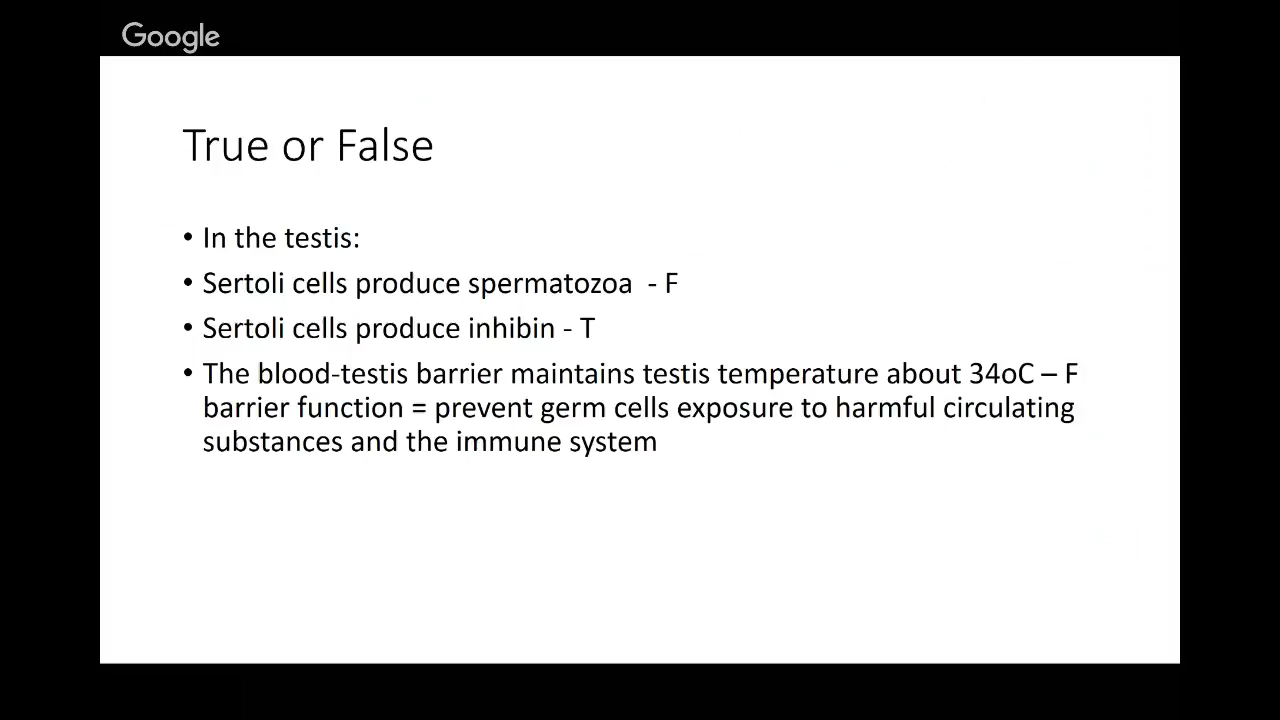 Google
True or False
• In the testis:
• Sertoli cells produce spermatozoa - F
• Sertoli cells produce inhibin - T
• The blood-testis barrier maintains testis temperature about 34oC – F
barrier function = prevent germ cells exposure to harmful circulating
substances and the immune system